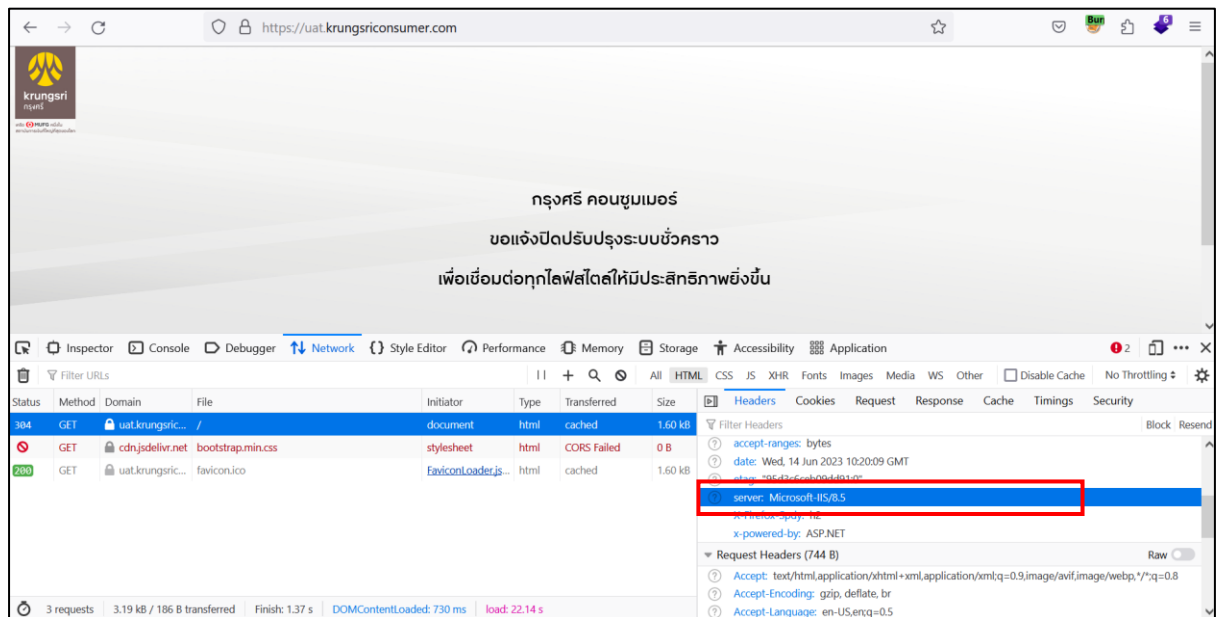 https://uat.krungsriconsumer.com
Bur
6
krungsri
กรุงศรี
MUFG
กรุงศรี คอนซูมเมอร์
ขอแจ้งปิดปรับปรุงระบบชั่วคราว
เพื่อเชื่อมต่อทุกไลฟ์สไตล์ให้มีประสิทธิภาพยิ่งขึ้น
Inspector Console Debugger Network Style Editor Performance Memory Storage Accessibility Application 2
Filter URLs All HTML CSS JS XHR Fonts Images Media WS Other Disable Cache No Throttling
Status Method Domain File Initiator Type Transferred Size Headers Cookies Request Response Cache Timings Security
304 GET uat.krungsric... / document html cached 1.60 kB Filter Headers Block Resend
GET cdn.jsdelivr.net bootstrap.min.css stylesheet html CORS Failed 0 B
200 GET uat.krungsric... favicon.ico FaviconLoader.js... html cached 1.60 kB
accept-ranges: bytes
date: Wed, 14 Jun 2023 10:20:09 GMT
server: Microsoft-IIS/8.5
X-Firefox-Spdy: h2
x-powered-by: ASP.NET
Request Headers (744 B) Raw
Accept: text/html,application/xhtml+xml,application/xml;q=0.9,image/avif,image/webp,*/*;q=0.8
Accept-Encoding: gzip, deflate, br
Accept-Language: en-US,en;q=0.5
3 requests 3.19 kB / 186 B transferred Finish: 1.37 s DOMContentLoaded: 730 ms load: 22.14 s